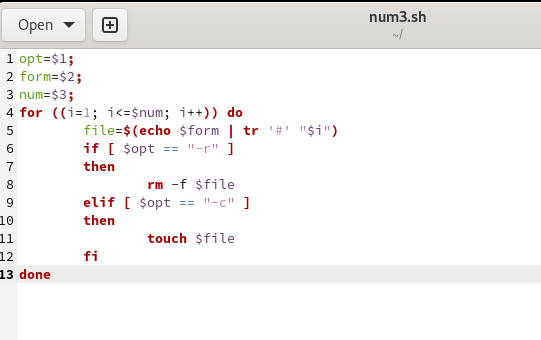 Open
num3.sh
~/
1 opt=$1;
2 form=$2;
3 num=$3;
4 for ((i=1; i<=$num; i++)) do
5 file=$(echo $form | tr '#' "$i")
6 if [ $opt == "-r" ]
7 then
8 rm -f $file
9 elif [ $opt == "-c" ]
10 then
11 touch $file
12 fi
13 done